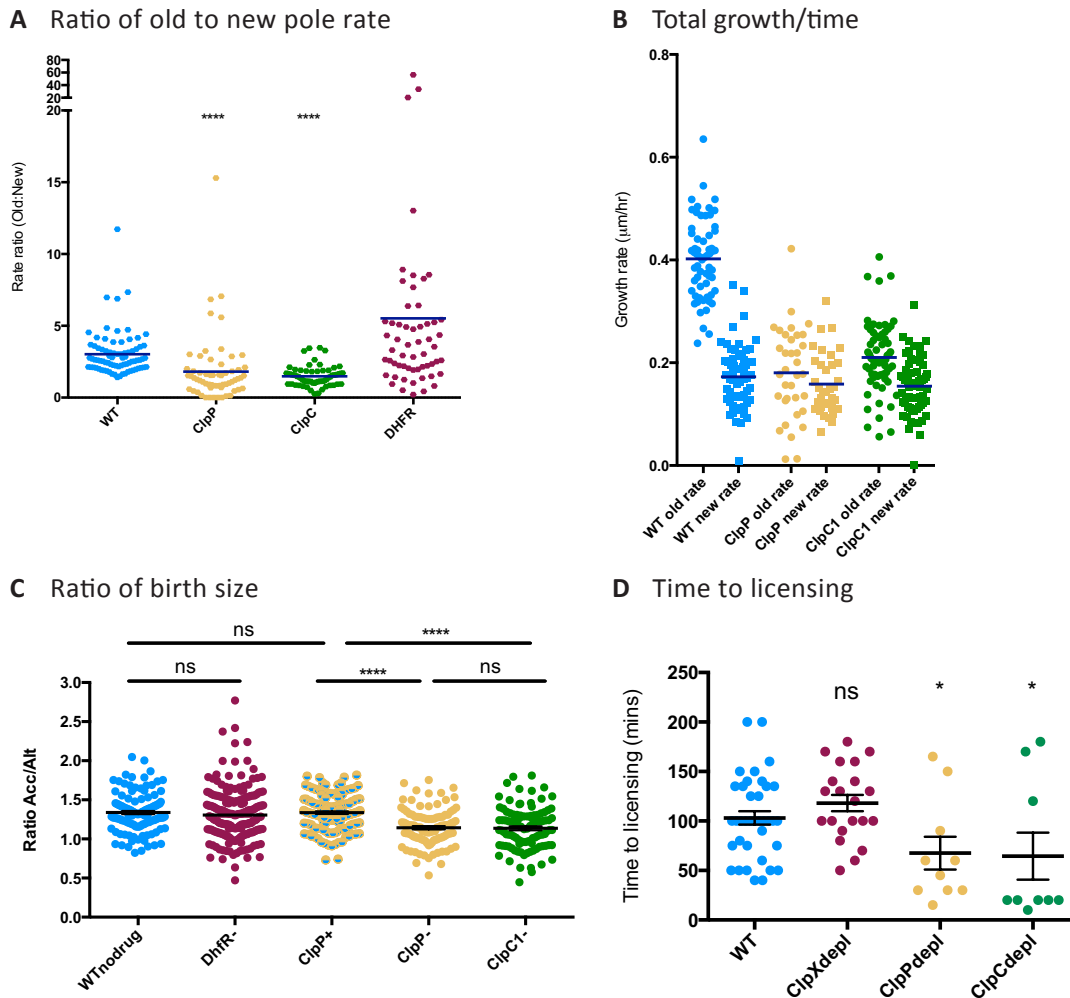 A Ratio of old to new pole rate
80
60
40
20
20
15
10
5
0
Rate ratio (Old:New)
****
****
WT
ClpP
ClpC
DHFR
B Total growth/time
0.8
0.6
0.4
0.2
0.0
Growth rate (μm/hr)
WT old rate
WT new rate
ClpP old rate
ClpP new rate
ClpC1 old rate
ClpC1 new rate
C Ratio of birth size
ns
****
ns
****
ns
3.0
2.5
2.0
1.5
1.0
0.5
0.0
Ratio Acc/Alt
WTnodrug
DhfR-
ClpP+
ClpP-
ClpC1-
D Time to licensing
250
200
150
100
50
0
Time to licensing (mins)
ns
*
*
WT
ClpXdepl
ClpPdepl
ClpCdepl